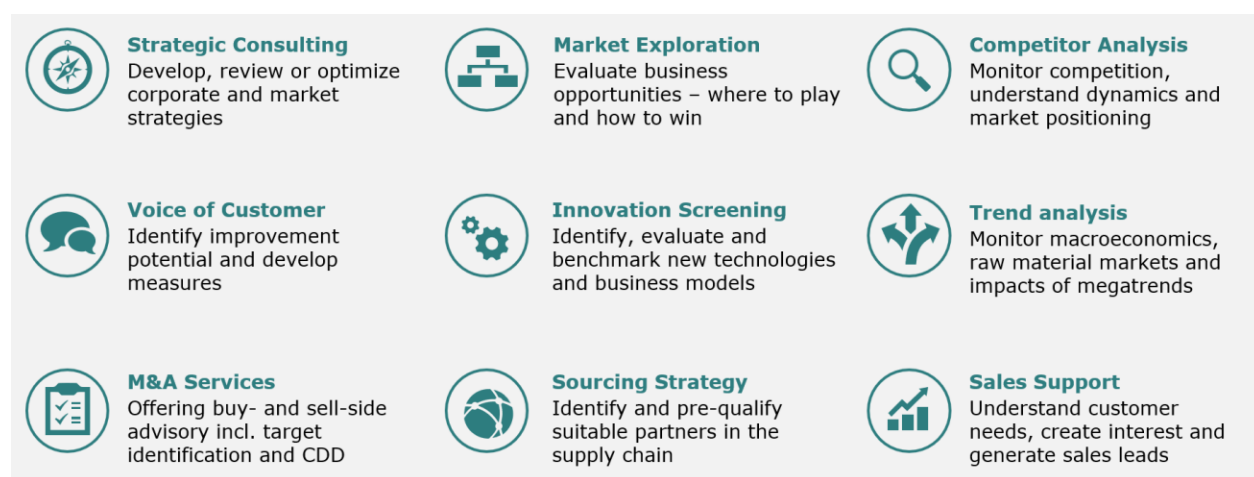 Strategic Consulting
Develop, review or optimize
corporate and market
strategies
Market Exploration
Evaluate business
opportunities – where to play
and how to win
Competitor Analysis
Monitor competition,
understand dynamics and
market positioning
Voice of Customer
Identify improvement
potential and develop
measures
Innovation Screening
Identify, evaluate and
benchmark new technologies
and business models
Trend analysis
Monitor macroeconomics,
raw material markets and
impacts of megatrends
M&A Services
Offering buy- and sell-side
advisory incl. target
identification and CDD
Sourcing Strategy
Identify and pre-qualify
suitable partners in the
supply chain
Sales Support
Understand customer
needs, create interest and
generate sales leads